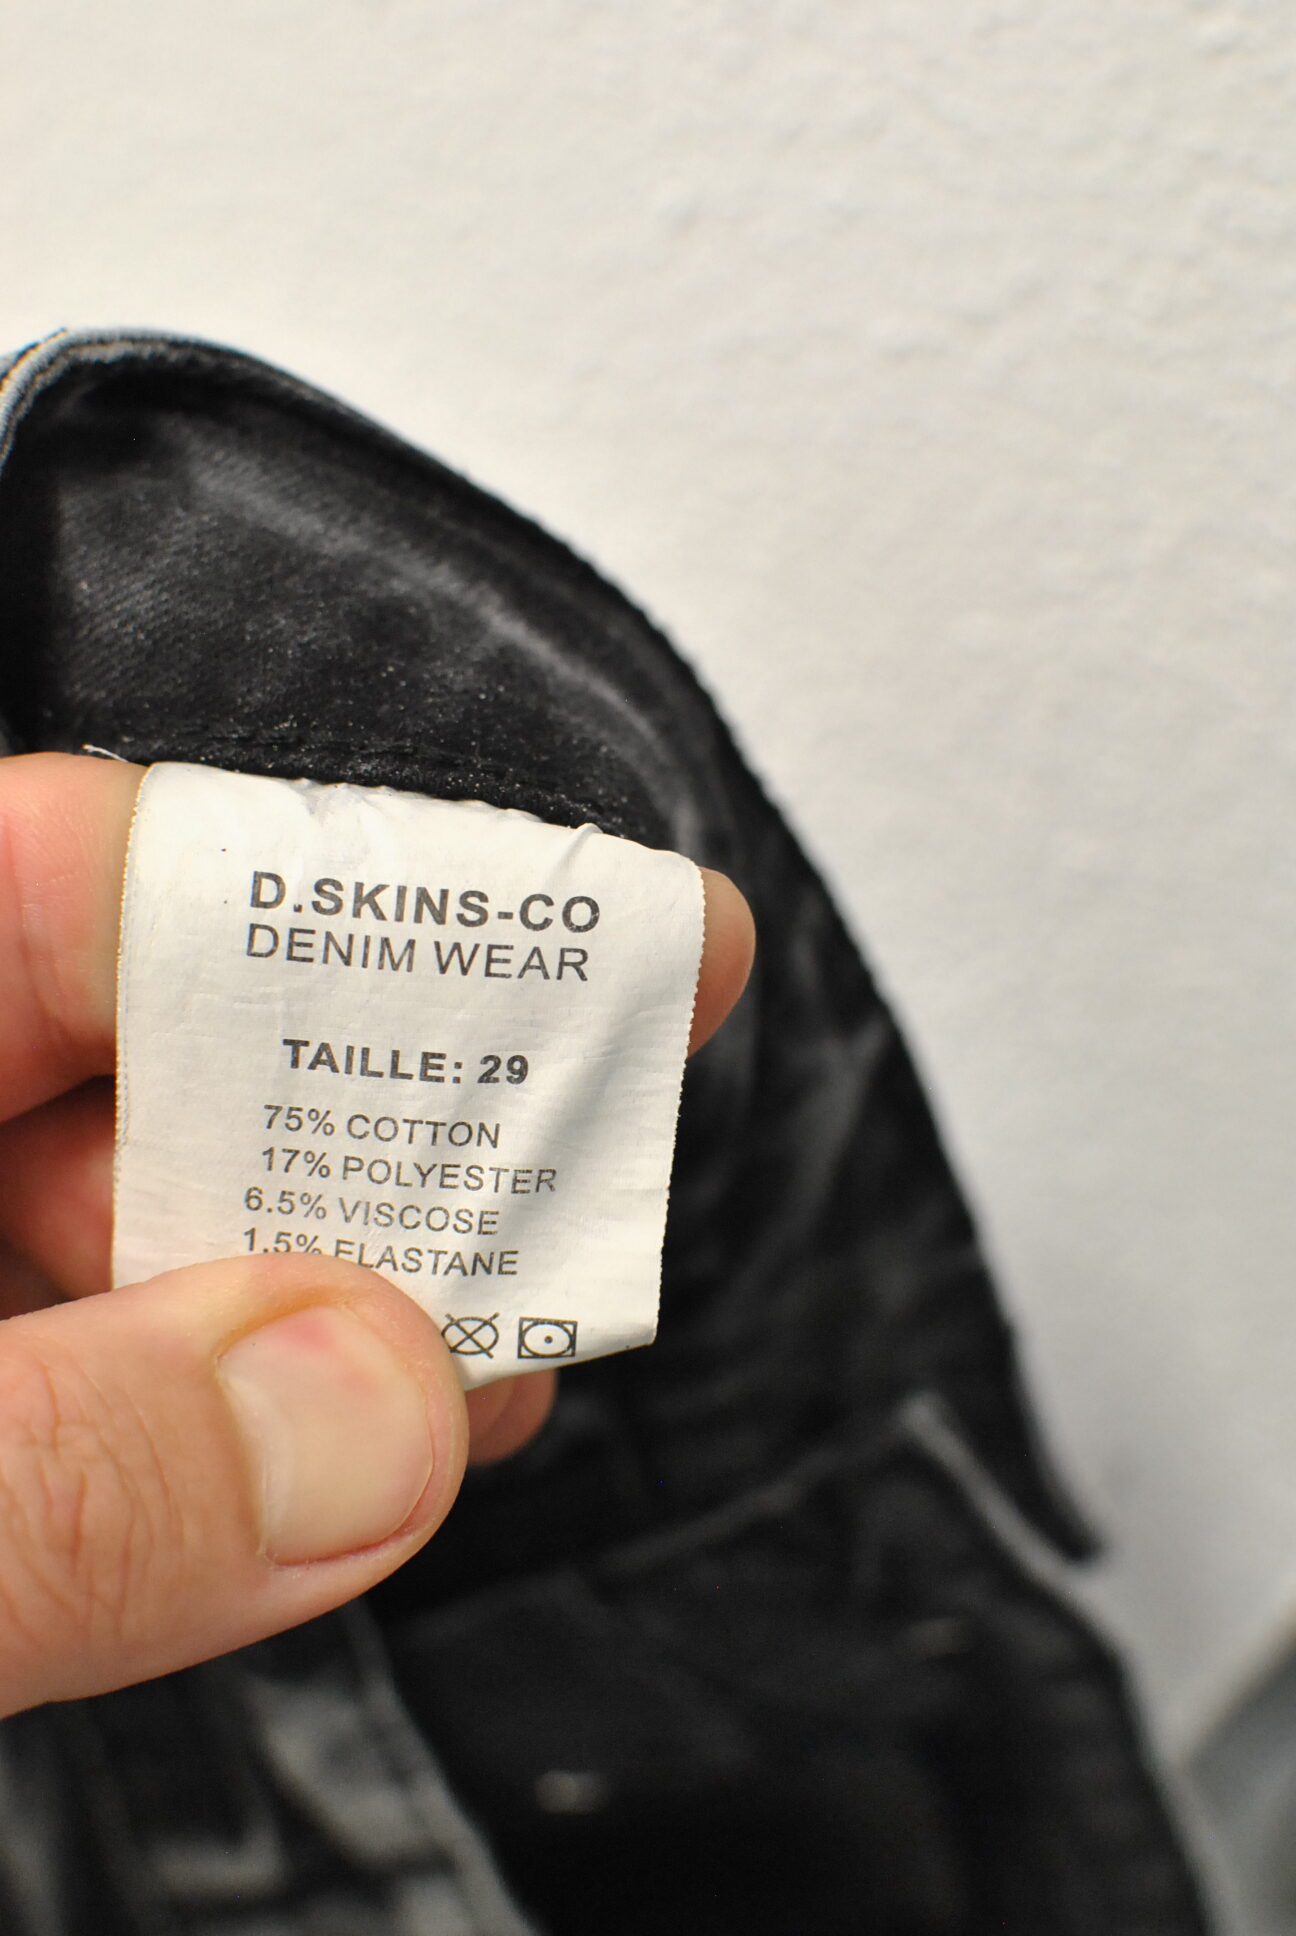 D.SKINS-CO
DENIM WEAR
TAILLE: 29
75% COTTON
17% POLYESTER
6.5% VISCOSE
1.5% ELASTANE